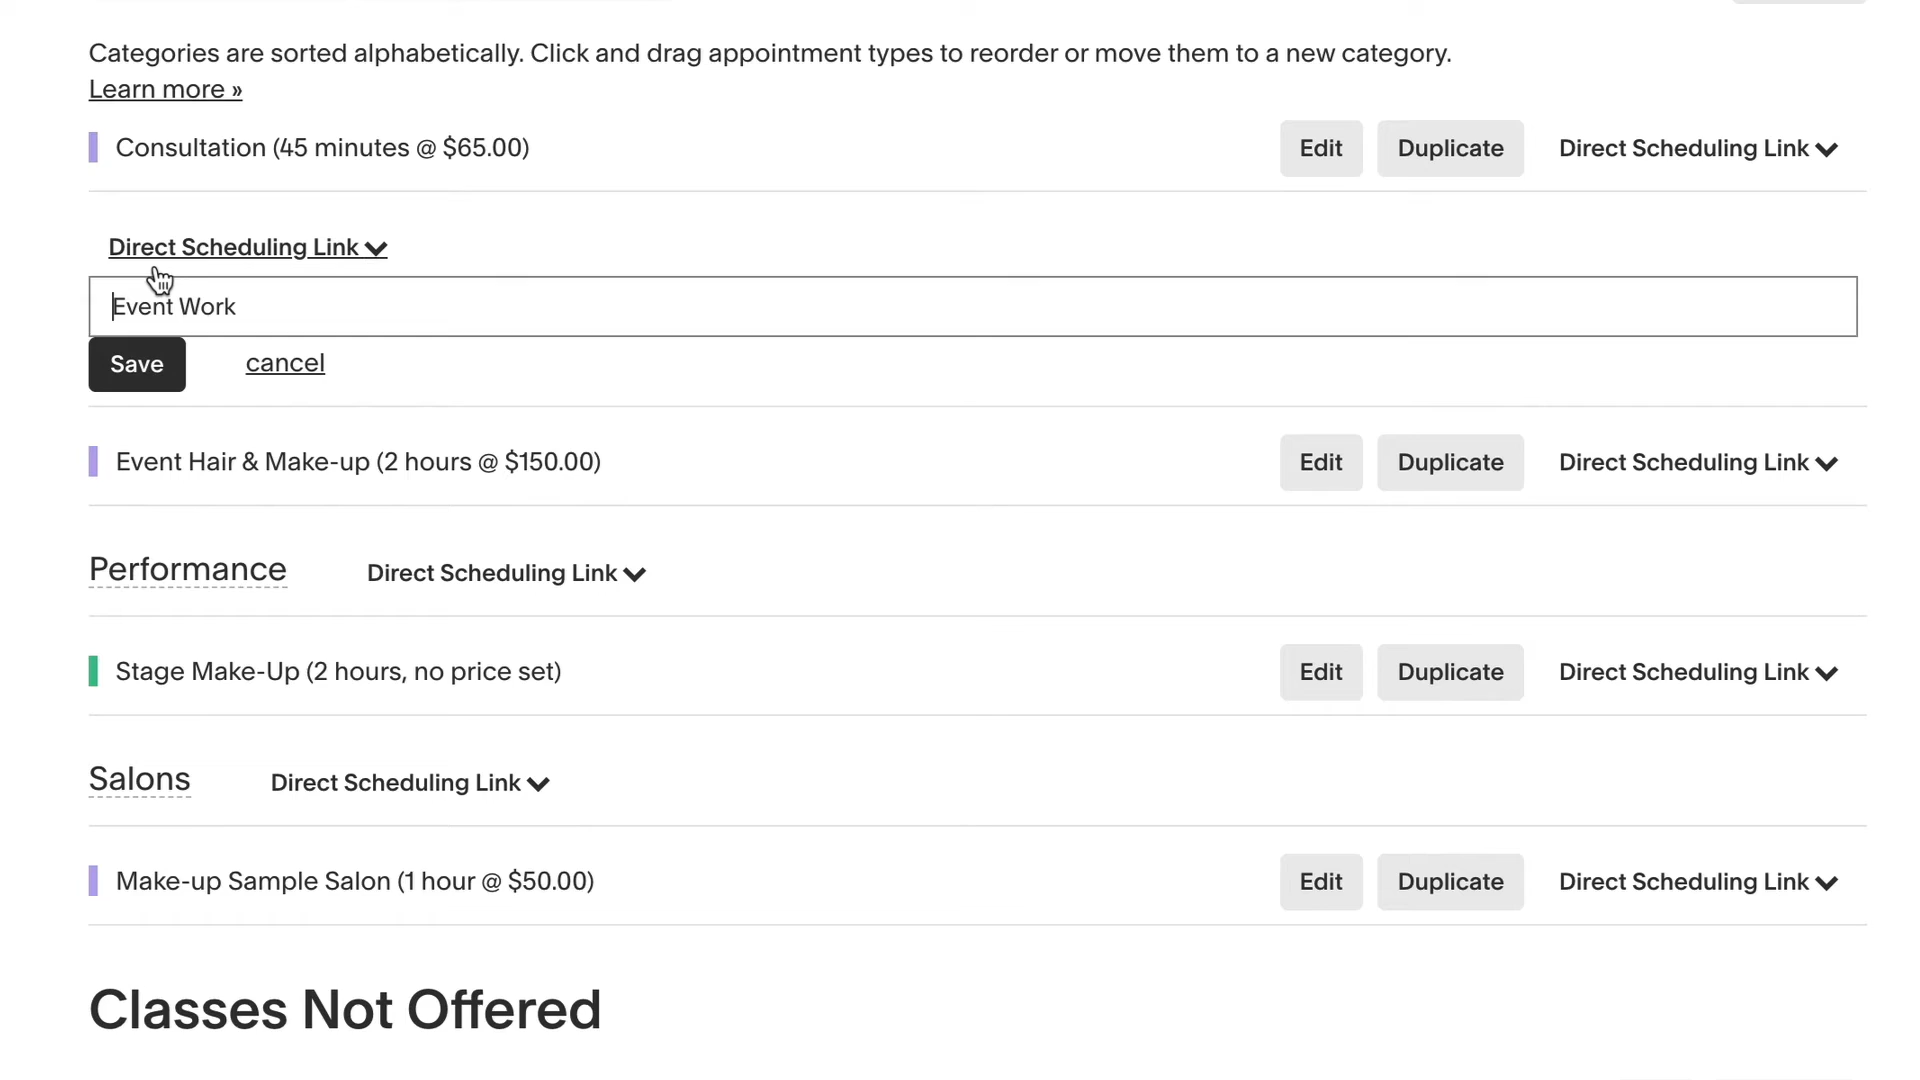 Categories are sorted alphabetically. Click and drag appointment types to reorder or move them to a new category.
Learn more »
Consultation (45 minutes @ $65.00) Edit Duplicate Direct Scheduling Link
Direct Scheduling Link
Event Work
Save cancel
Event Hair & Make-up (2 hours @ $150.00) Edit Duplicate Direct Scheduling Link
Performance Direct Scheduling Link
Stage Make-Up (2 hours, no price set) Edit Duplicate Direct Scheduling Link
Salons Direct Scheduling Link
Make-up Sample Salon (1 hour @ $50.00) Edit Duplicate Direct Scheduling Link
Classes Not Offered